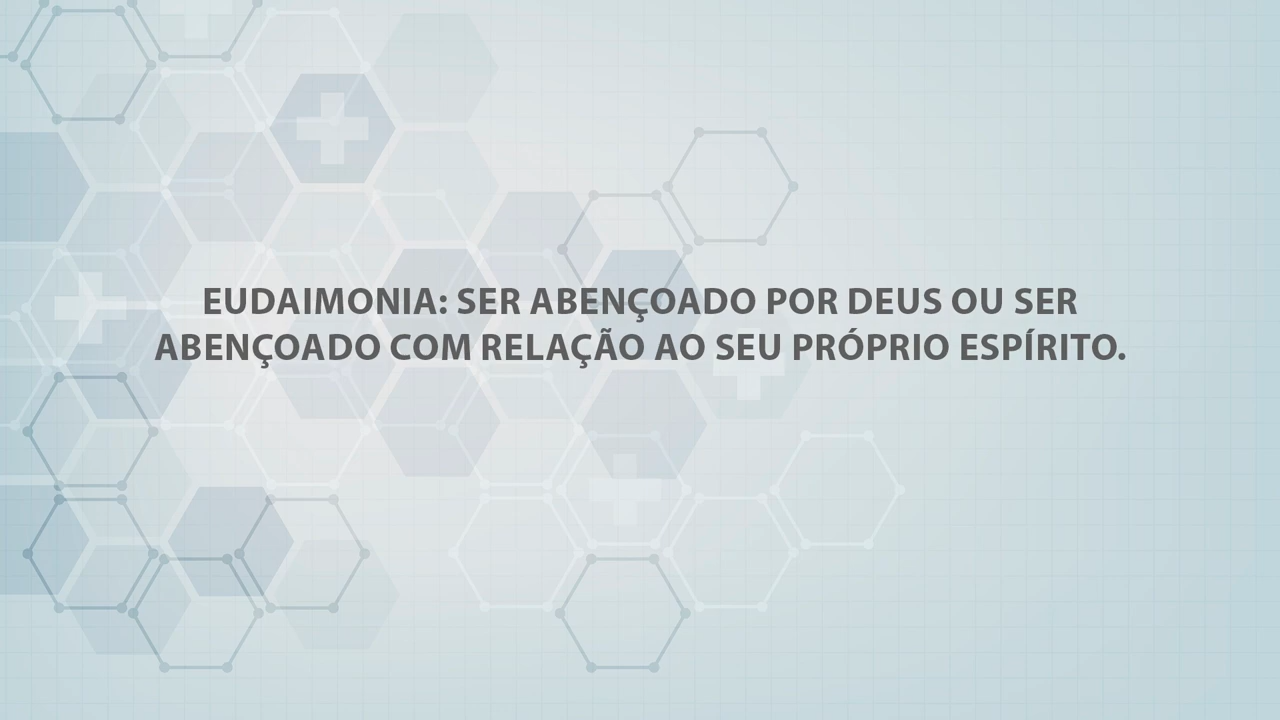 EUDAIMONIA: SER ABENÇOADO POR DEUS OU SER
ABENÇOADO COM RELAÇÃO AO SEU PRÓPRIO ESPÍRITO.